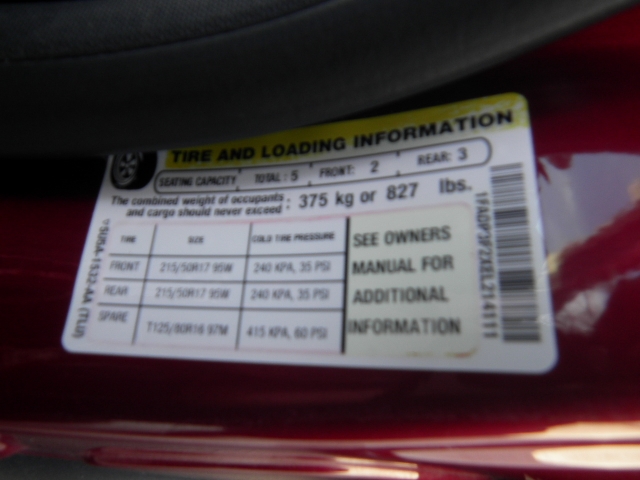 TIRE AND LOADING INFORMATION
SEATING CAPACITY TOTAL : 5 FRONT: 2 REAR: 3
The combined weight of occupants and cargo should never exceed : 375 kg or 827 lbs.
TIRE SIZE COLD TIRE PRESSURE
FRONT 215/50R17 95W 240 KPA, 35 PSI
REAR 215/50R17 95W 240 KPA, 35 PSI
SPARE T125/80R16 97M 415 KPA, 60 PSI
SEE OWNERS
MANUAL FOR
ADDITIONAL
INFORMATION